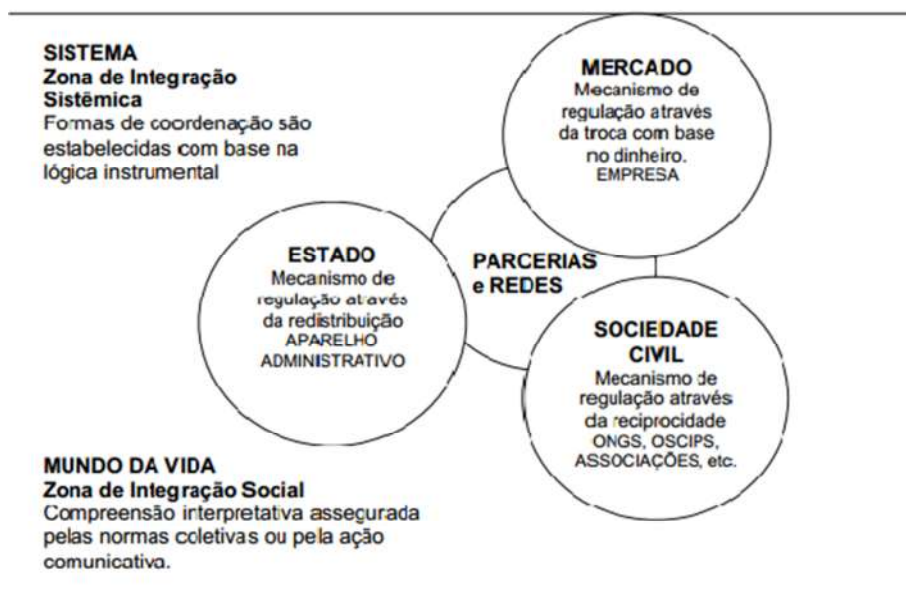 SISTEMA
Zona de Integração
Sistêmica
Formas de coordenação são
estabelecidas com base na
lógica instrumental
MERCADO
Mecanismo de
regulação através
da troca com base
no dinheiro.
EMPRESA
ESTADO
Mecanismo de
regulação através
da redistribuição
APARELHO
ADMINISTRATIVO
PARCERIAS
e REDES
SOCIEDADE
CIVIL
Mecanismo de
regulação através
da reciprocidade
ONGS, OSCIPS,
ASSOCIAÇÕES, etc.
MUNDO DA VIDA
Zona de Integração Social
Compreensão interpretativa assegurada
pelas normas coletivas ou pela ação
comunicativa.